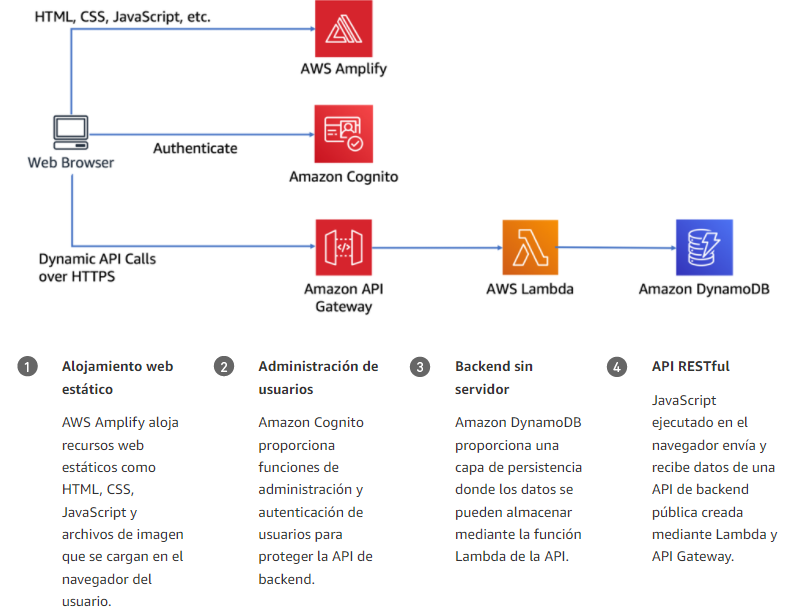 HTML, CSS, JavaScript, etc.
AWS Amplify
Web Browser
Authenticate
Amazon Cognito
Dynamic API Calls
over HTTPS
Amazon API
Gateway
AWS Lambda
Amazon DynamoDB
1
Alojamiento web
estático
AWS Amplify aloja
recursos web
estáticos como
HTML, CSS,
JavaScript y
archivos de imagen
que se cargan en el
navegador del
usuario.
2
Administración de
usuarios
Amazon Cognito
proporciona
funciones de
administración y
autenticación de
usuarios para
proteger la API de
backend.
3
Backend sin
servidor
Amazon DynamoDB
proporciona una
capa de persistencia
donde los datos se
pueden almacenar
mediante la función
Lambda de la API.
4
API RESTful
JavaScript
ejecutado en el
navegador envía y
recibe datos de una
API de backend
pública creada
mediante Lambda y
API Gateway.